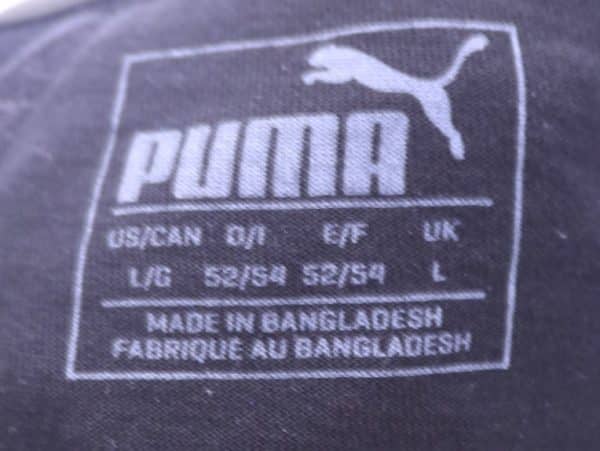 PUMA
US/CAN D/I E/F UK
L/G 52/54 52/54 L
MADE IN BANGLADESH
FABRIQUE AU BANGLADESH